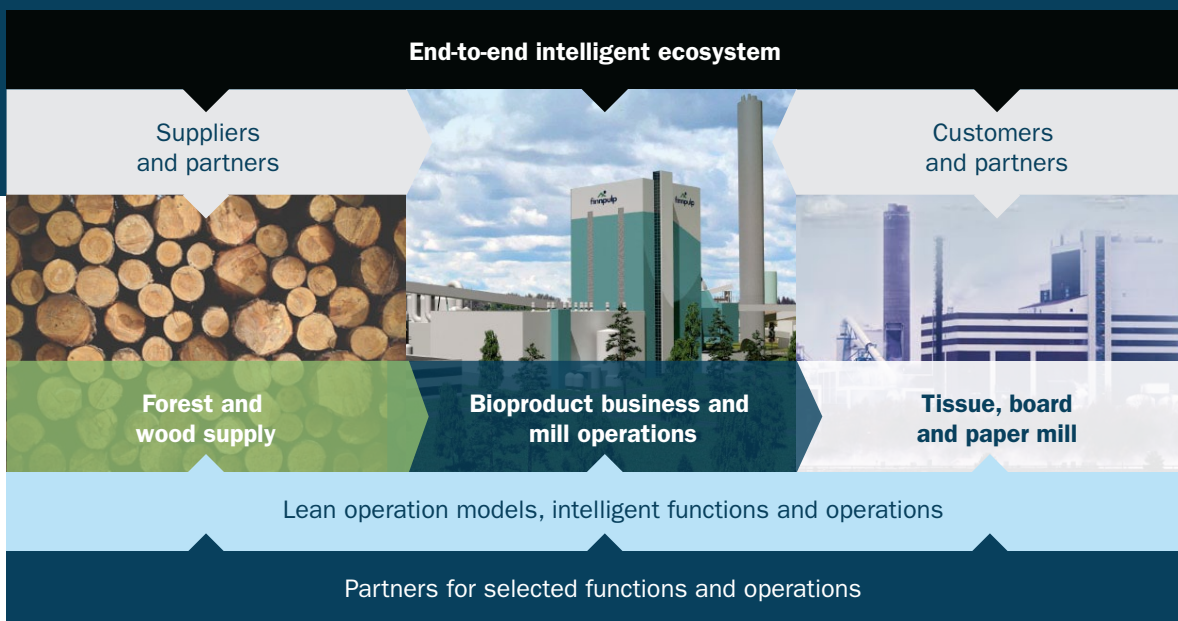 End-to-end intelligent ecosystem
Suppliers
and partners
Customers
and partners
finnpulp
finnpulp
Forest and
wood supply
Bioproduct business and
mill operations
Tissue, board
and paper mill
Lean operation models, intelligent functions and operations
Partners for selected functions and operations